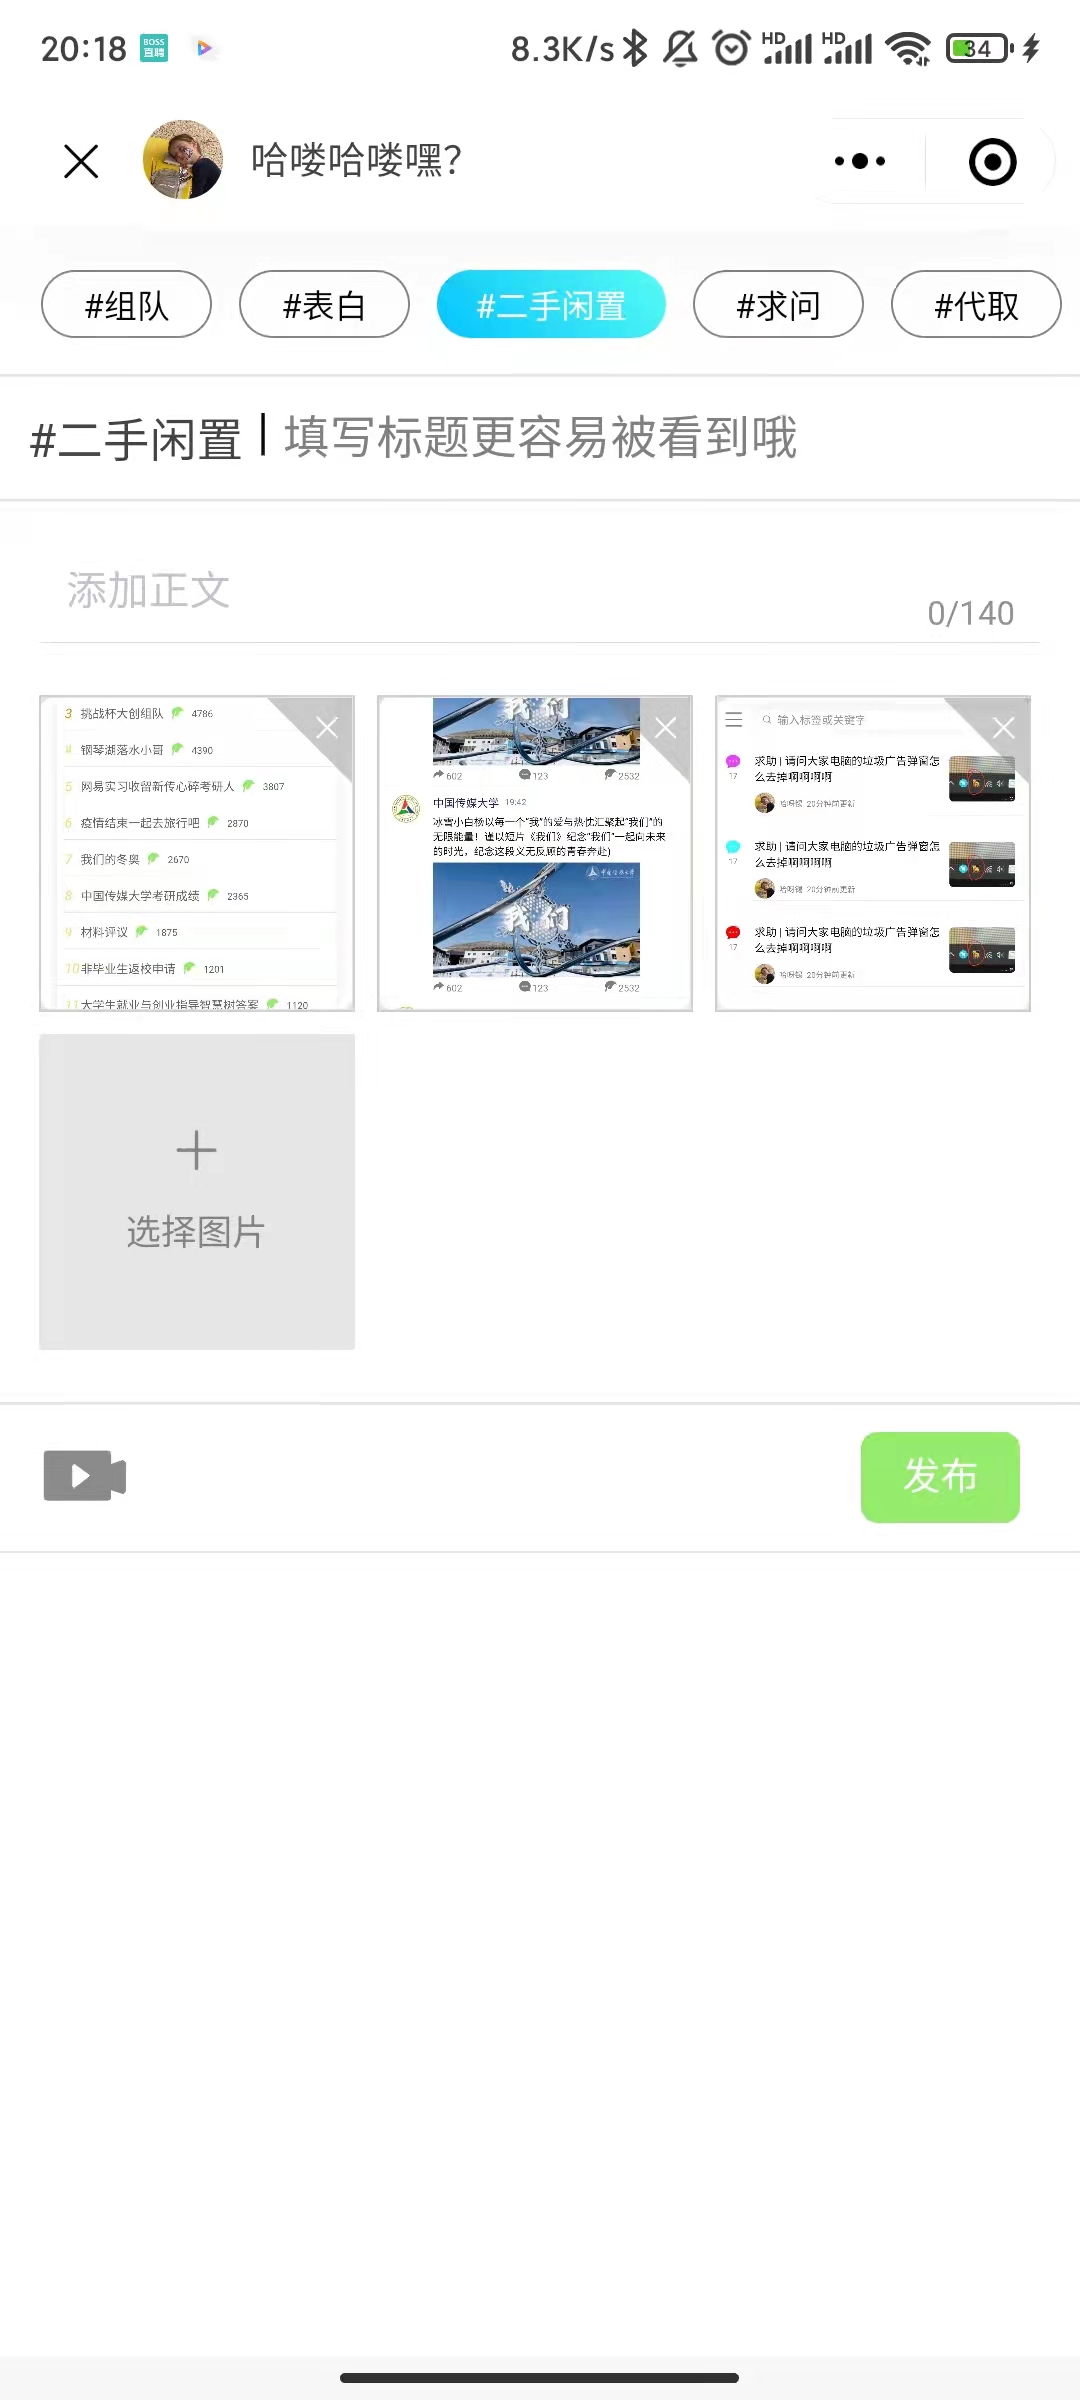 20:18
BOSS
直聘
8.3K/s
HD
HD
34
哈喽哈喽嘿?
#组队
#表白
#二手闲置
#求问
#代取
#二手闲置
填写标题更容易被看到哦
添加正文
0/140
3 挑战杯大创组队 4786
4 钢琴湖落水小哥 4390
5 网易实习收留新传心碎考研人 3807
6 疫情结束一起去旅行吧 2870
7 我们的冬奥 2670
8 中国传媒大学考研成绩 2365
9 材料评议 1875
10 非毕业生返校申请 1201
11 大学生就业与创业指导智慧树答案 1120
我们
602 123 2532
中国传媒大学 19:42
冰雪小白杨以每一个“我”的爱与热忱汇聚起“我们”的
无限能量！谨以短片《我们》纪念“我们”一起向未来
的时光，纪念这段义无反顾的青春奔赴)
中国传媒大学
我们
602 123 2532
输入标签或关键字
求助 | 请问大家电脑的垃圾广告弹窗怎
么去掉啊啊啊啊
17
20分钟前更新
求助 | 请问大家电脑的垃圾广告弹窗怎
么去掉啊啊啊啊
17
20分钟前更新
求助 | 请问大家电脑的垃圾广告弹窗怎
么去掉啊啊啊啊
17
20分钟前更新
选择图片
发布